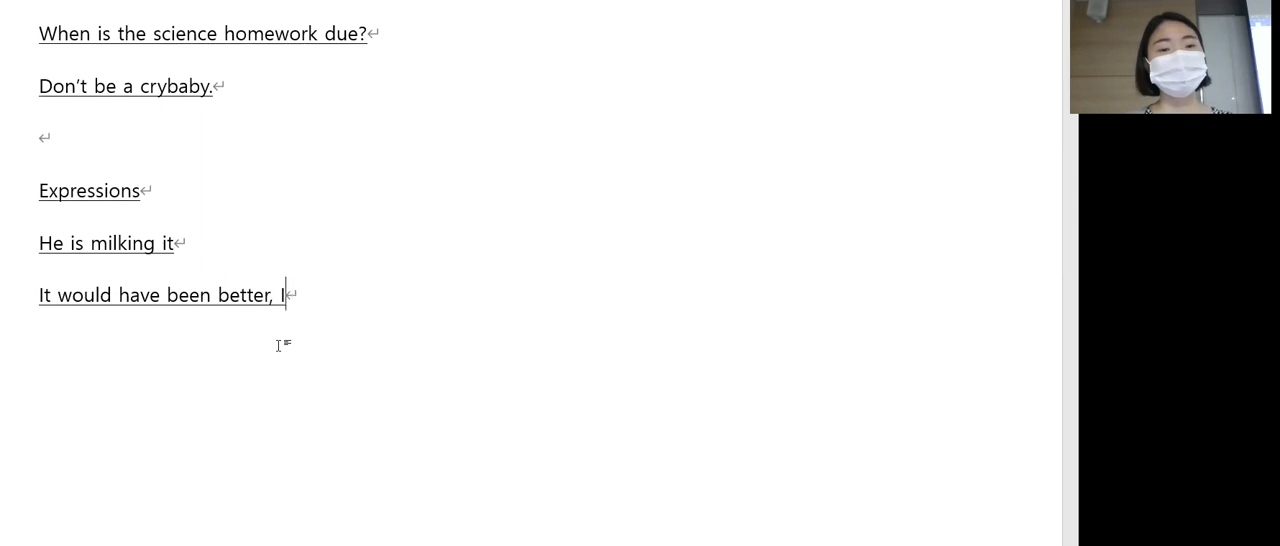 When is the science homework due?
Don’t be a crybaby.
Expressions
He is milking it
It would have been better, I